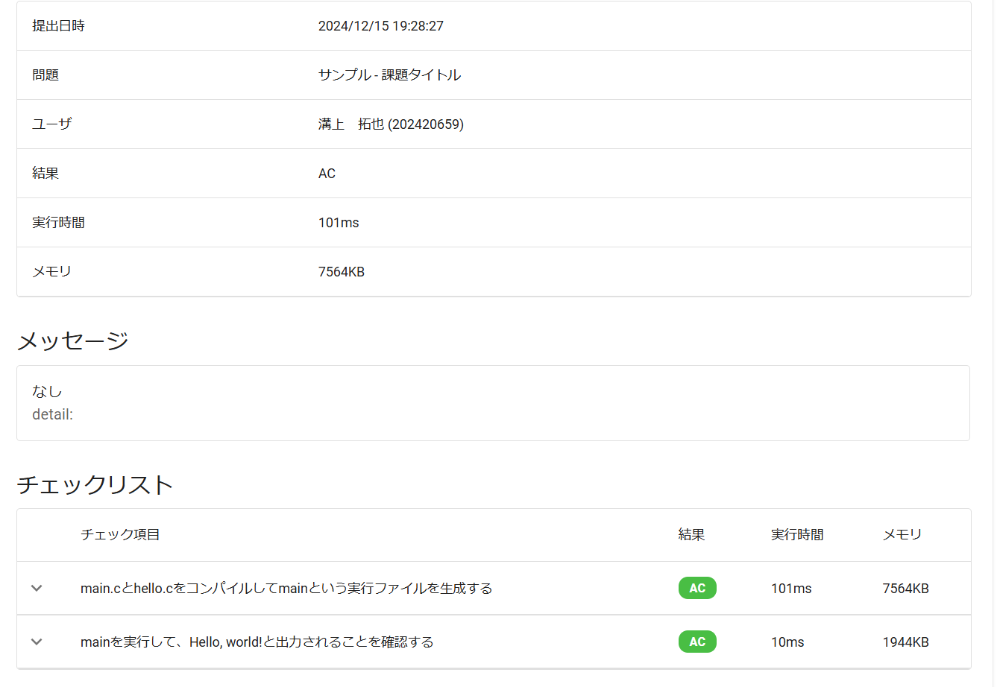 提出日時 2024/12/15 19:28:27
問題 サンプル - 課題タイトル
ユーザ 溝上　拓也 (202420659)
結果 AC
実行時間 101ms
メモリ 7564KB
メッセージ
なし
detail:
チェックリスト
チェック項目 結果 実行時間 メモリ
main.cとhello.cをコンパイルしてmainという実行ファイルを生成する AC 101ms 7564KB
mainを実行して、Hello, world!と出力されることを確認する AC 10ms 1944KB